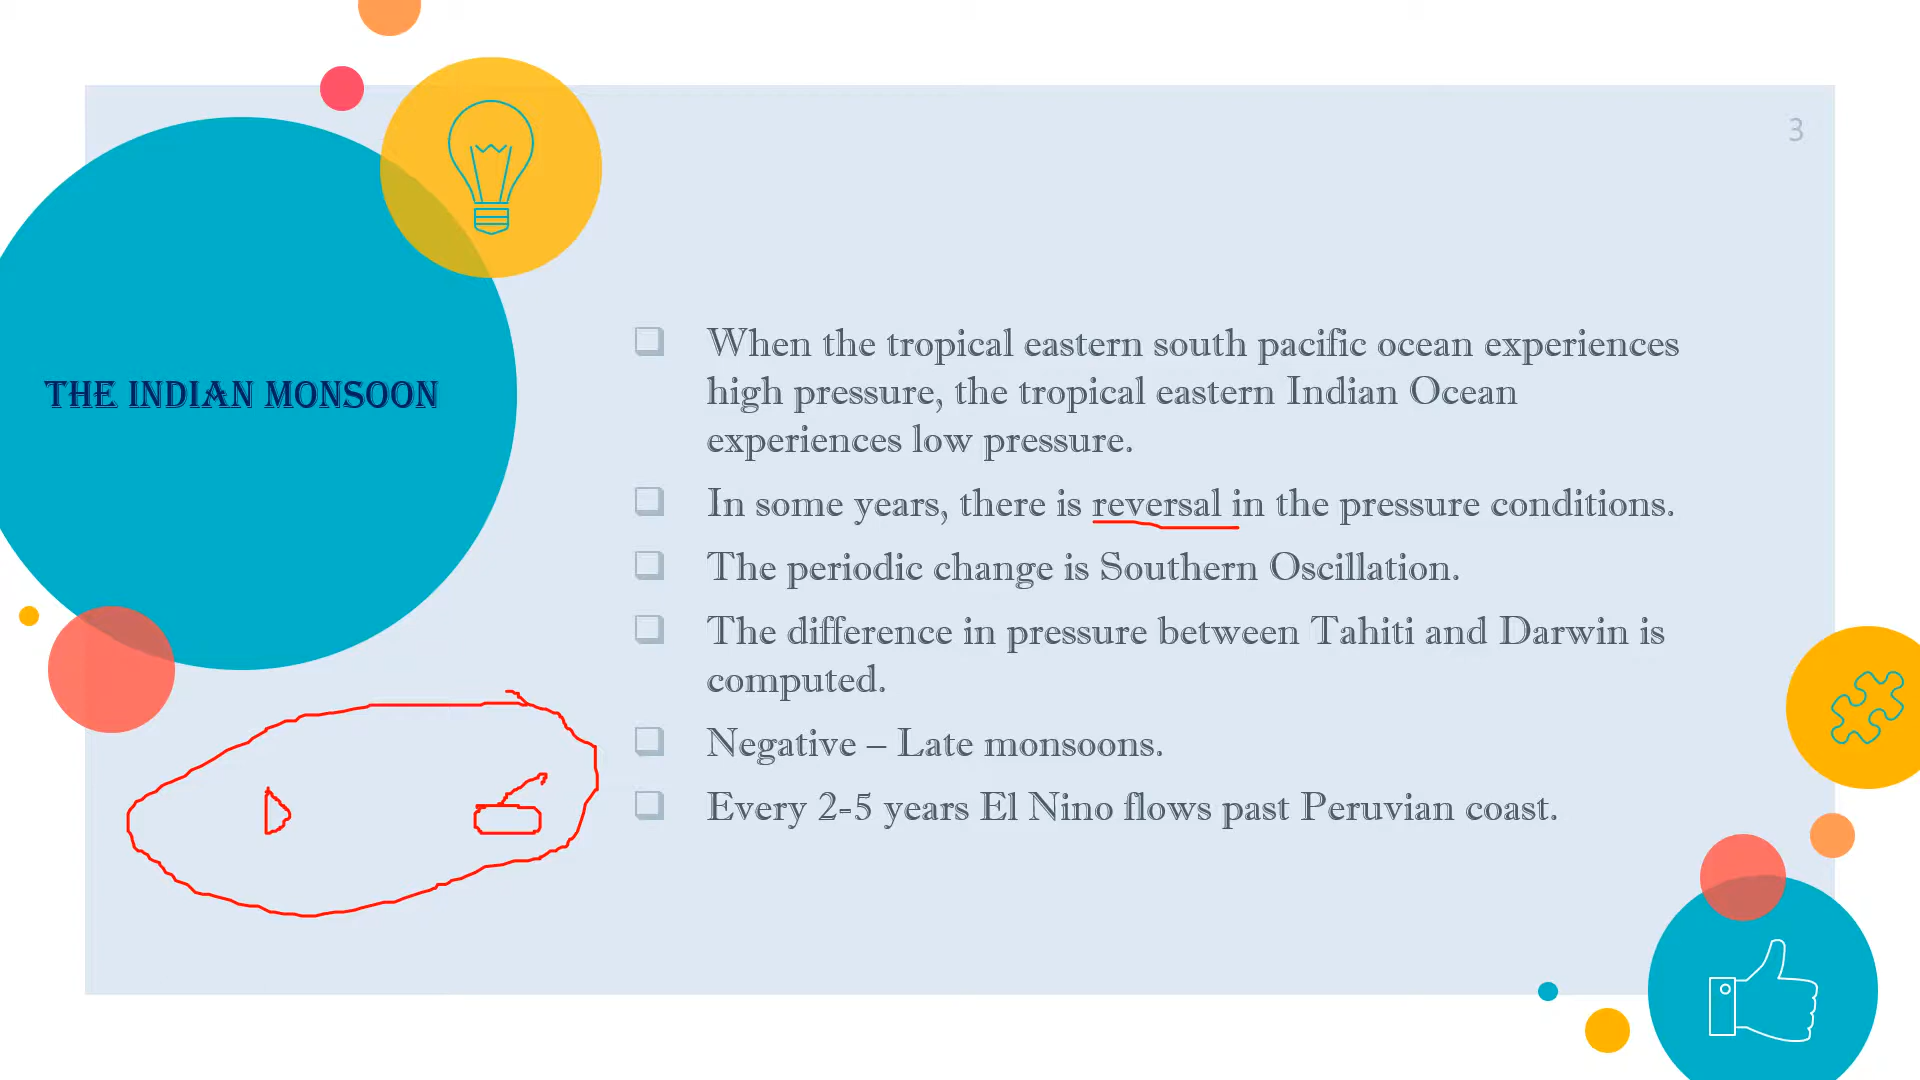 3
THE INDIAN MONSOON
When the tropical eastern south pacific ocean experiences
high pressure, the tropical eastern Indian Ocean
experiences low pressure.
In some years, there is reversal in the pressure conditions.
The periodic change is Southern Oscillation.
The difference in pressure between Tahiti and Darwin is
computed.
Negative – Late monsoons.
Every 2-5 years El Nino flows past Peruvian coast.